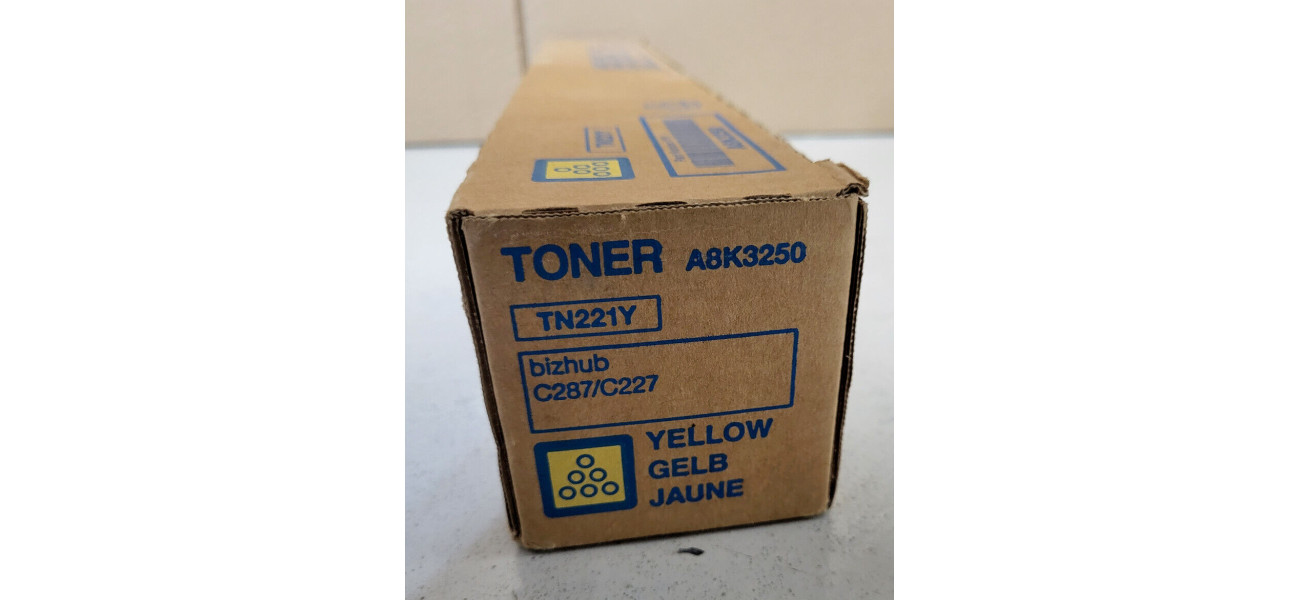 TONER A8K3250
TN221Y
bizhub
C287/C227
YELLOW
GELB
JAUNE